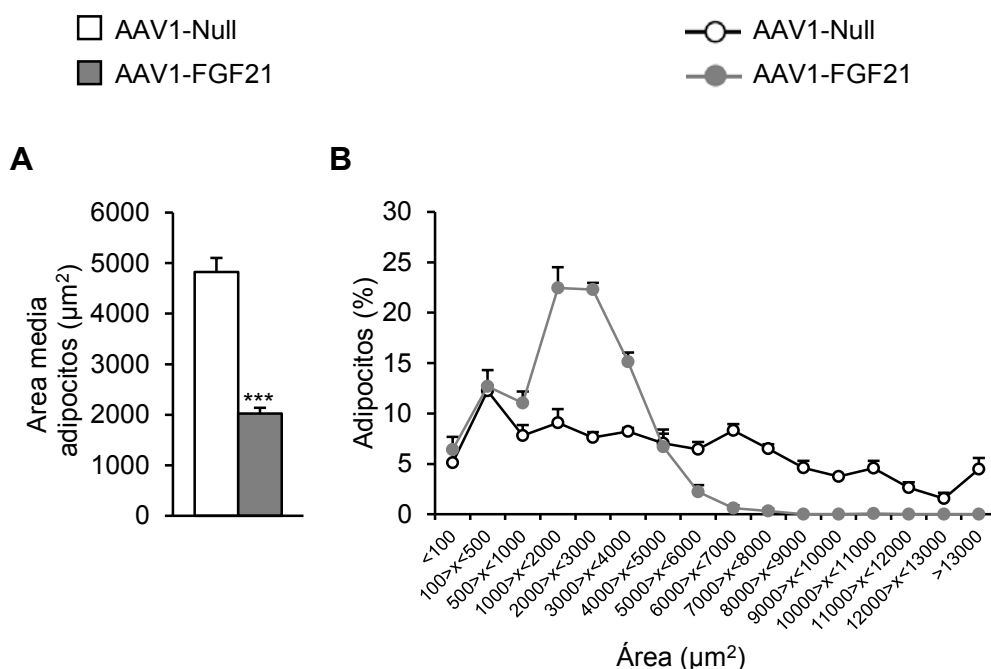 AAV1-Null
AAV1-FGF21
AAV1-Null
AAV1-FGF21
A
Area media
adipocitos (µm²)
6000
5000
4000
3000
2000
1000
0
***
B
Adipocitos (%)
30
25
20
15
10
5
0
<100
100>x<500
500>x<1000
1000>x<2000
2000>x<3000
3000>x<4000
4000>x<5000
5000>x<6000
6000>x<7000
7000>x<8000
8000>x<9000
9000>x<10000
10000>x<11000
11000>x<12000
12000>x<13000
>13000
Área (µm²)